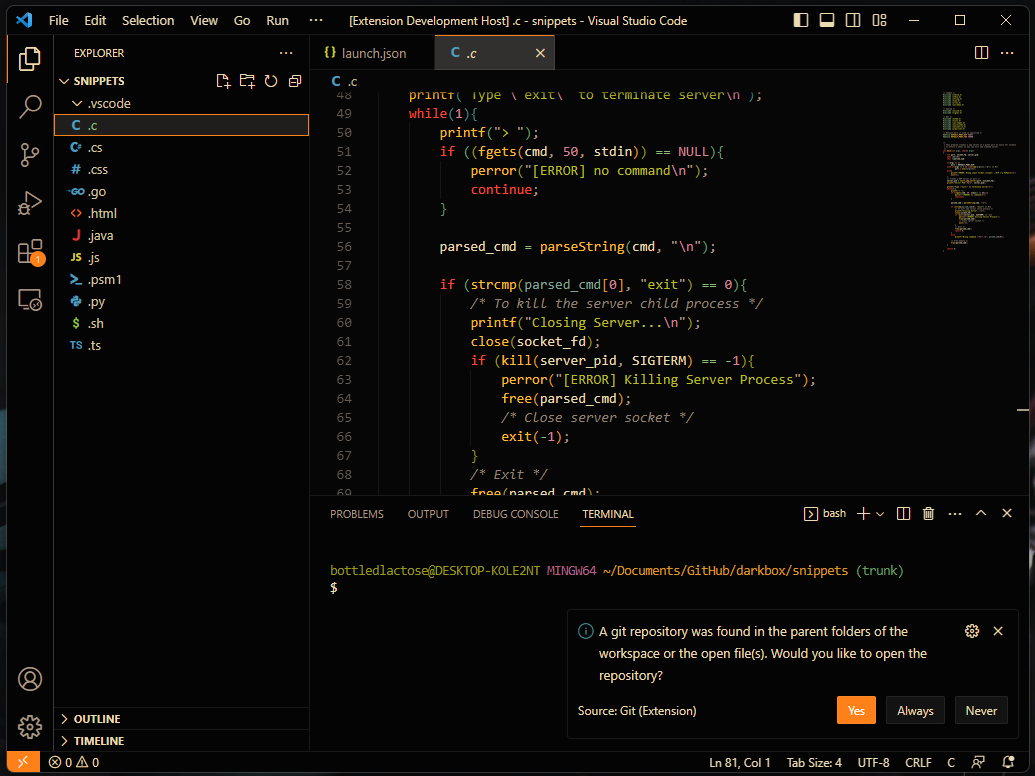 File Edit Selection View Go Run ··· [Extension Development Host] .c - snippets - Visual Studio Code
EXPLORER ···
SNIPPETS
.vscode
C .c
C# .cs
# .css
GO .go
<> .html
J .java
JS .js
.psm1
.py
$ .sh
TS .ts
OUTLINE
TIMELINE
1
{} launch.json
C .c
C .c
48 printf("Type \"exit\" to terminate server\n");
49 while(1){
50 printf("> ");
51 if ((fgets(cmd, 50, stdin)) == NULL){
52 perror("[ERROR] no command\n");
53 continue;
54 }
55
56 parsed_cmd = parseString(cmd, "\n");
57
58 if (strcmp(parsed_cmd[0], "exit") == 0){
59 /* To kill the server child process */
60 printf("Closing Server...\n");
61 close(socket_fd);
62 if (kill(server_pid, SIGTERM) == -1){
63 perror("[ERROR] Killing Server Process");
64 free(parsed_cmd);
65 /* Close server socket */
66 exit(-1);
67 }
68 /* Exit */
69 free(parsed_cmd);
PROBLEMS OUTPUT DEBUG CONSOLE TERMINAL bash
bottledlactose@DESKTOP-KOLE2NT MINGW64 ~/Documents/GitHub/darkbox/snippets (trunk)
$
A git repository was found in the parent folders of the
workspace or the open file(s). Would you like to open the
repository?
Source: Git (Extension) Yes Always Never
0 0 Ln 81, Col 1 Tab Size: 4 UTF-8 CRLF C